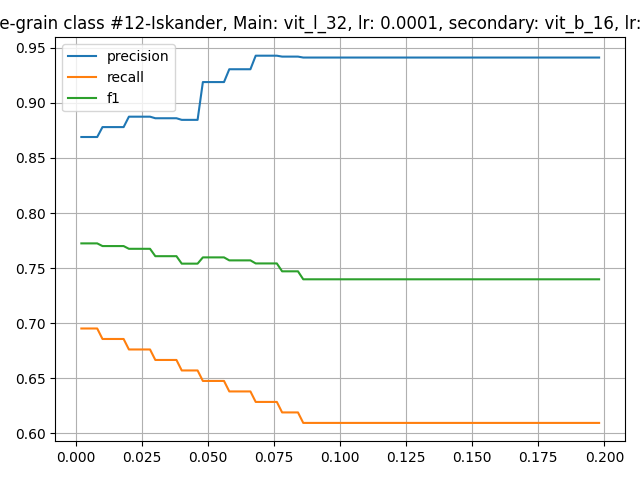 e-grain class #12-Iskander, Main: vit_l_32, lr: 0.0001, secondary: vit_b_16, lr:
precision
recall
f1
0.95
0.90
0.85
0.80
0.75
0.70
0.65
0.60
0.000 0.025 0.050 0.075 0.100 0.125 0.150 0.175 0.200